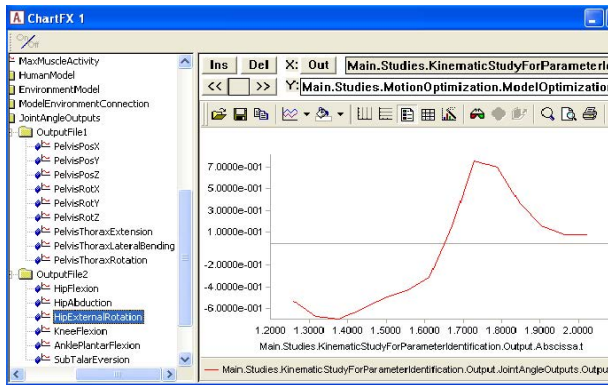 ChartFX 1
On/Off
MaxMuscleActivity
HumanModel
EnvironmentModel
ModelEnvironmentConnection
JointAngleOutputs
OutputFile1
PelvisPosX
PelvisPosY
PelvisPosZ
PelvisRotX
PelvisRotY
PelvisRotZ
PelvisThoraxExtension
PelvisThoraxLateralBending
PelvisThoraxRotation
OutputFile2
HipFlexion
HipAbduction
HipExternalRotation
KneeFlexion
AnklePlantarFlexion
SubTalarEversion
Ins Del X: Out Main.Studies.KinematicStudyForParameterIde
<< >> Y: Main.Studies.MotionOptimization.ModelOptimization
7.0000e-001
5.0000e-001
3.0000e-001
1.0000e-001
-2.0000e-001
-4.0000e-001
-6.0000e-001
1.2000 1.3000 1.4000 1.5000 1.6000 1.7000 1.8000 1.9000 2.0000
Main.Studies.KinematicStudyForParameterIdentification.Output.Abscissa.t
Main.Studies.KinematicStudyForParameterIdentification.Output.JointAngleOutputs.Outpu